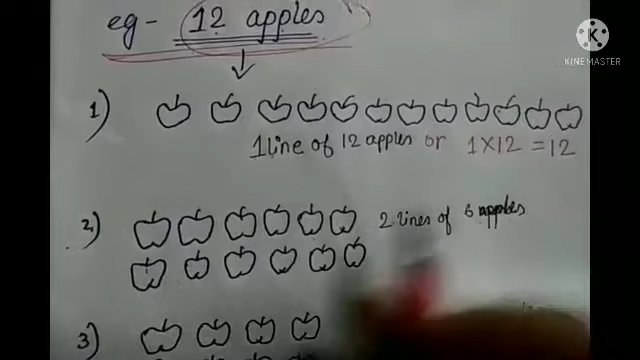 eg- 12 apples
KINEMASTER
1)
1 line of 12 apples or 1×12 = 12
2) 2 lines of 6 apples
3)